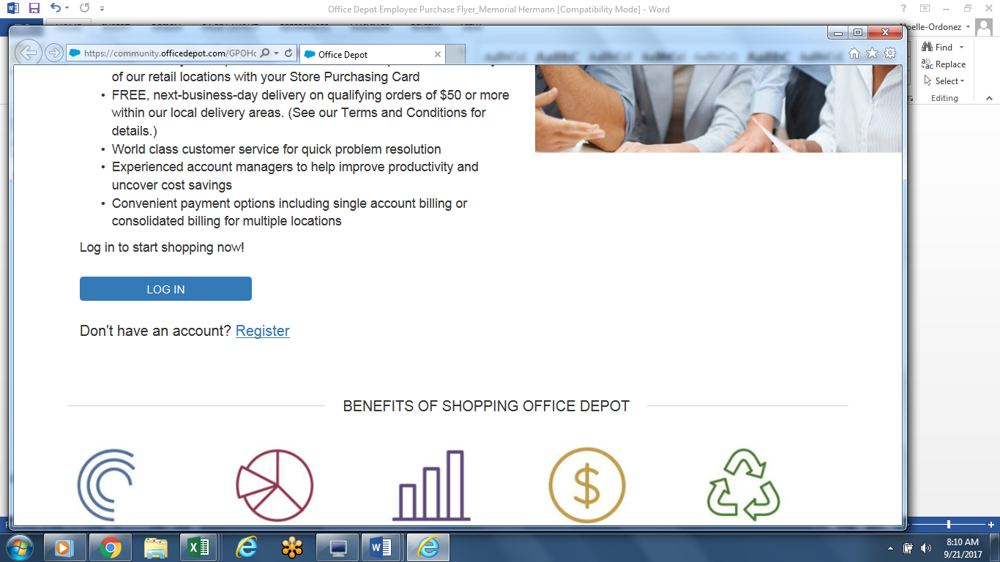 Office Depot Employee Purchase Flyer_Memorial Hermann [Compatibility Mode] - Word
oelle-Ordonez
https://community.officedepot.com/GPOHo
Office Depot
Find
Replace
Select
Editing
of our retail locations with your Store Purchasing Card
• FREE, next-business-day delivery on qualifying orders of $50 or more
within our local delivery areas. (See our Terms and Conditions for
details.)
• World class customer service for quick problem resolution
• Experienced account managers to help improve productivity and
uncover cost savings
• Convenient payment options including single account billing or
consolidated billing for multiple locations
Log in to start shopping now!
LOG IN
Don't have an account? Register
BENEFITS OF SHOPPING OFFICE DEPOT
8:10 AM
9/21/2017